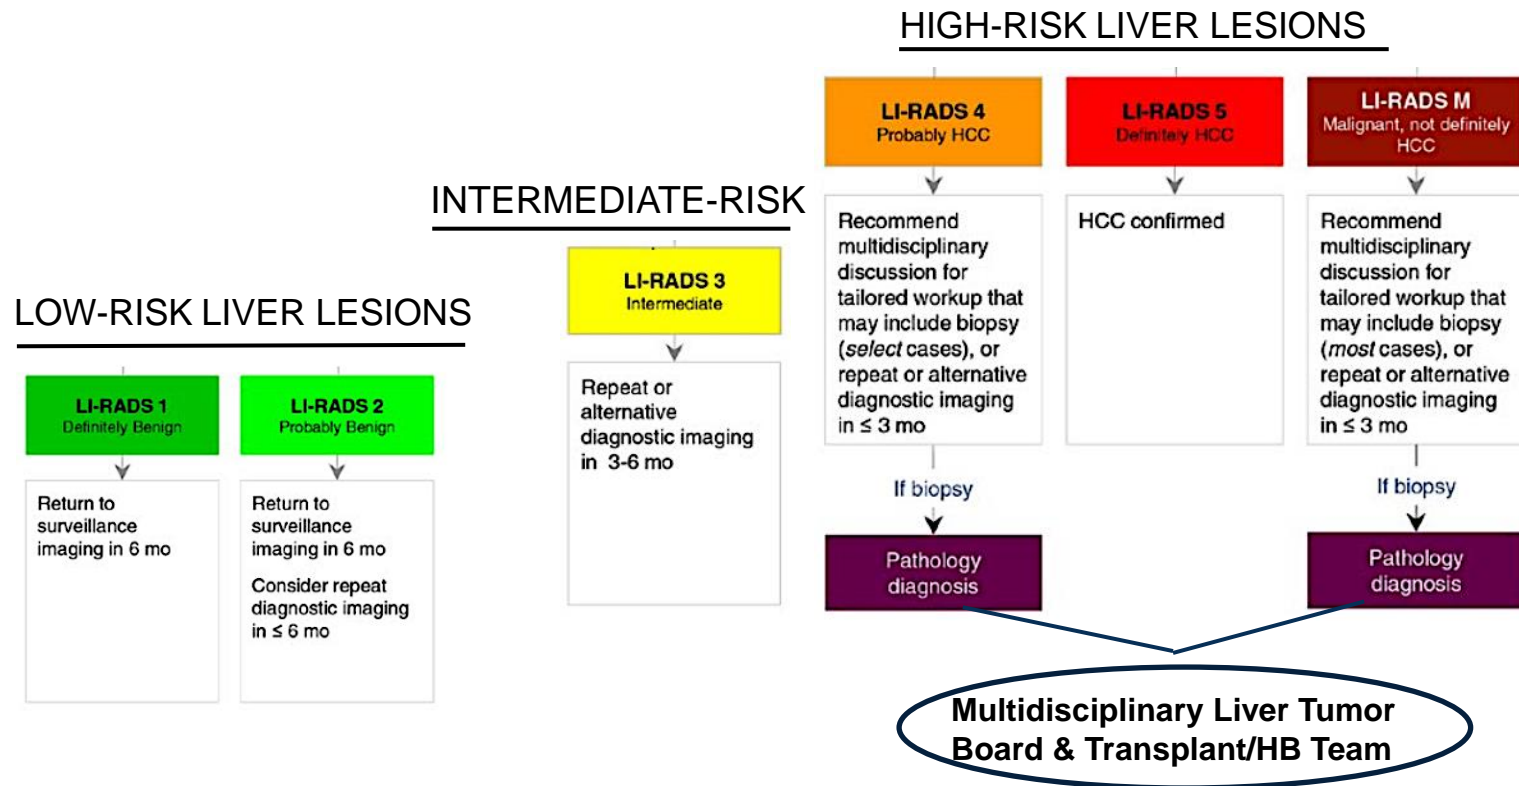 HIGH-RISK LIVER LESIONS
LI-RADS 4
Probably HCC
LI-RADS 5
Definitely HCC
LI-RADS M
Malignant, not definitely
HCC
Recommend
multidisciplinary
discussion for
tailored workup that
may include biopsy
(select cases), or
repeat or alternative
diagnostic imaging
in ≤ 3 mo
HCC confirmed
Recommend
multidisciplinary
discussion for
tailored workup that
may include biopsy
(most cases), or
repeat or alternative
diagnostic imaging
in ≤ 3 mo
If biopsy
If biopsy
Pathology
diagnosis
Pathology
diagnosis
INTERMEDIATE-RISK
LI-RADS 3
Intermediate
Repeat or
alternative
diagnostic imaging
in 3-6 mo
LOW-RISK LIVER LESIONS
LI-RADS 1
Definitely Benign
LI-RADS 2
Probably Benign
Return to
surveillance
imaging in 6 mo
Return to
surveillance
imaging in 6 mo
Consider repeat
diagnostic imaging
in ≤ 6 mo
Multidisciplinary Liver Tumor
Board & Transplant/HB Team